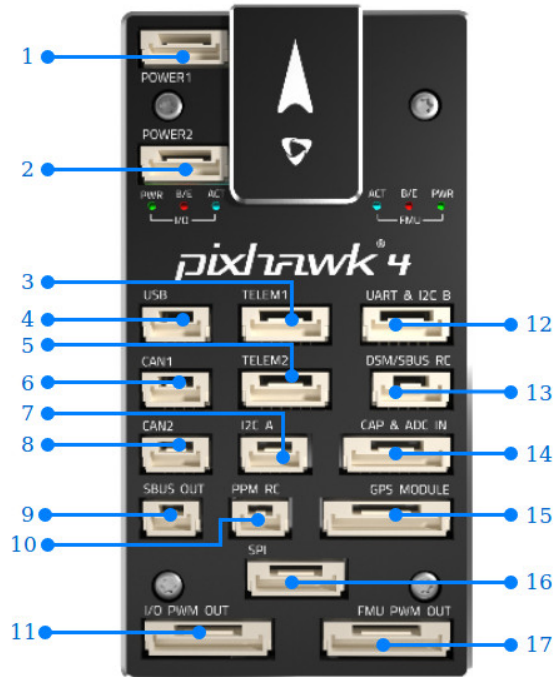 1
POWER1
POWER2
2
PWR B/E ACT
I/O
ACT B/E PWR
FMU
pixhawk® 4
3
USB TELEM1 UART & I2C B
4
12
5
CAN1 TELEM2 DSM/SBUS RC
6
13
7
CAN2 I2C A CAP & ADC IN
8
14
SBUS OUT PPM RC GPS MODULE
9
15
10
SPI
16
I/O PWM OUT FMU PWM OUT
11
17